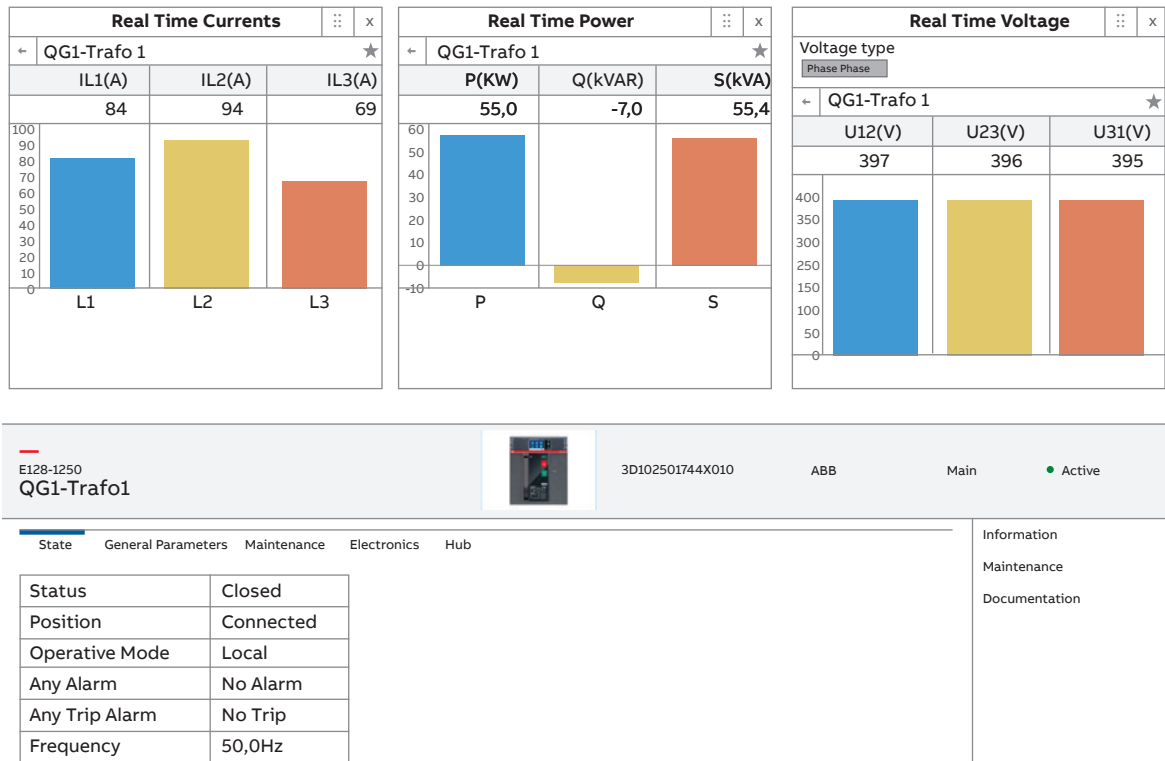 Real Time Currents
x
← QG1-Trafo 1 ★
IL1(A) IL2(A) IL3(A)
84 94 69
100
90
80
70
60
50
40
30
20
10
0
L1 L2 L3
Real Time Power
x
← QG1-Trafo 1 ★
P(KW) Q(kVAR) S(kVA)
55,0 -7,0 55,4
60
50
40
30
20
10
0
-10
P Q S
Real Time Voltage
x
Voltage type
Phase Phase
← QG1-Trafo 1 ★
U12(V) U23(V) U31(V)
397 396 395
400
350
300
250
150
100
50
0
E128-1250
QG1-Trafo1
3D102501744X010 ABB Main Active
State General Parameters Maintenance Electronics Hub
Status Closed
Position Connected
Operative Mode Local
Any Alarm No Alarm
Any Trip Alarm No Trip
Frequency 50,0Hz
Information
Maintenance
Documentation